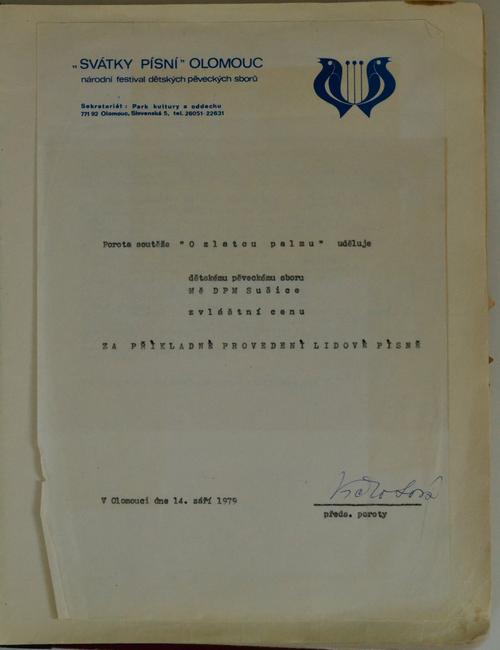 „SVÁTKY PÍSNÍ" OLOMOUC
národní festival dětských pěveckých sborů
Sekretariát: Park kultury a oddechu
771 92 Olomouc, Slovenská 5, tel. 26051-22631
Porota soutěže "O zlatou palmu" uděluje
dětskému pěveckému sboru
Mě DPM Sušice
zvláštní cenu
ZA PŘÍKLADNÉ PROVEDENÍ LIDOVÉ PÍSNĚ
V Olomouci dne 14. září 1979
předs. poroty